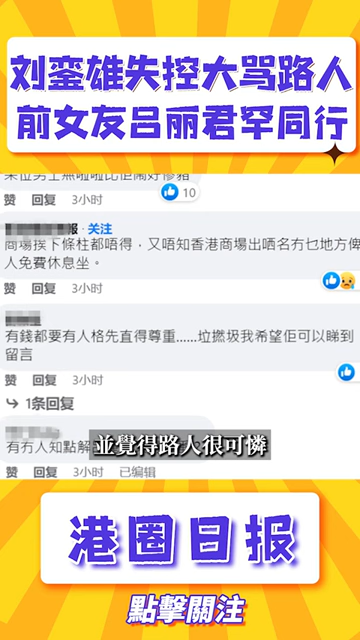 刘銮雄失控大骂路人
前女友吕丽君罕同行
赞 回复 3小时
10
報·关注
商場挨下條柱都唔得，又唔知香港商場出哂名冇乜地方俾
人免費休息坐。
赞 回复 3小时
有錢都要有人格先直得尊重......垃撚圾我希望佢可以睇到
留言
赞 回复 3小时
1条回复
有冇人知點解
並覺得路人很可憐
赞 回复 3小时 已编辑
港圈日报
點擊關注